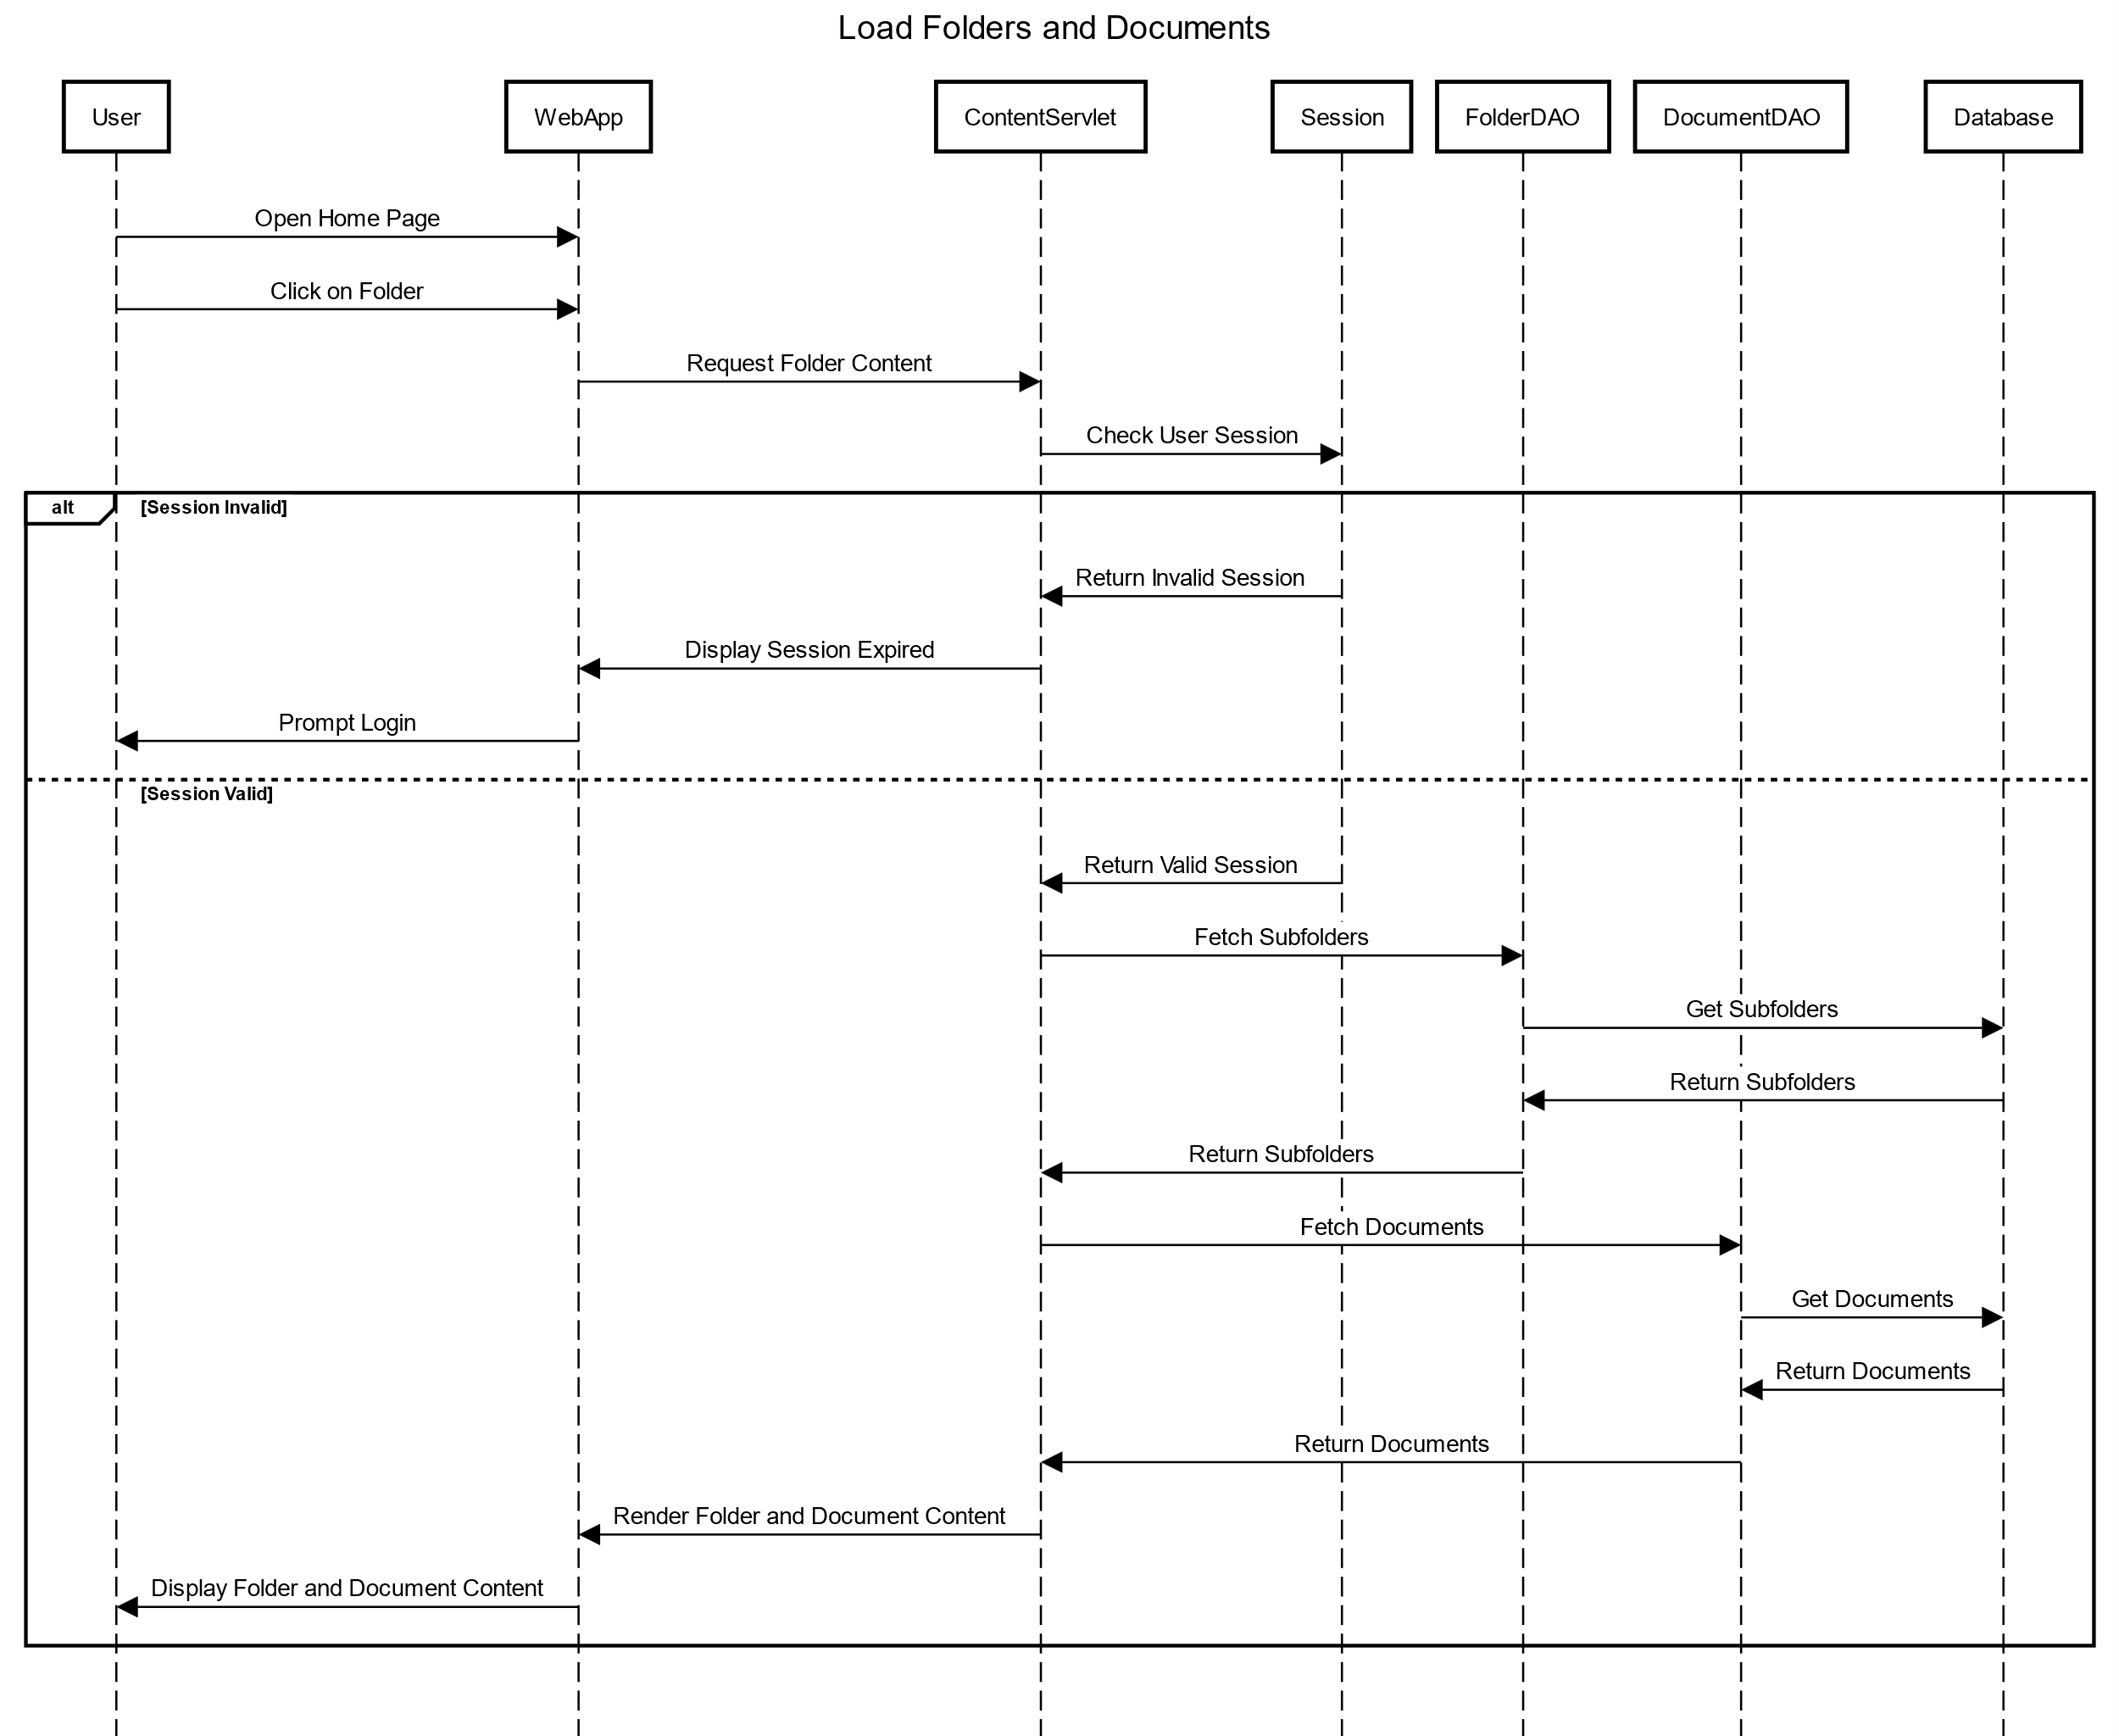 Load Folders and Documents
User
WebApp
ContentServlet
Session
FolderDAO
DocumentDAO
Database
Open Home Page
Click on Folder
Request Folder Content
Check User Session
alt
[Session Invalid]
Return Invalid Session
Display Session Expired
Prompt Login
[Session Valid]
Return Valid Session
Fetch Subfolders
Get Subfolders
Return Subfolders
Return Subfolders
Fetch Documents
Get Documents
Return Documents
Return Documents
Render Folder and Document Content
Display Folder and Document Content